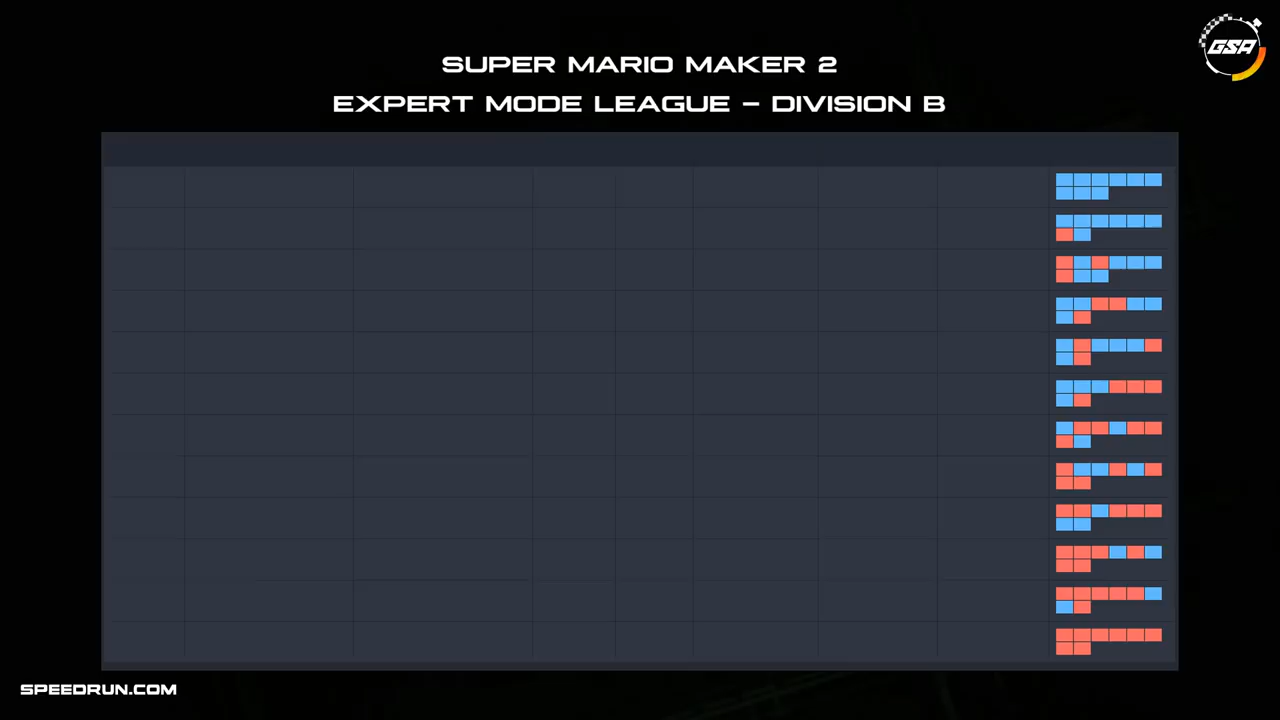 GSA
SUPER MARIO MAKER 2
EXPERT MODE LEAGUE - DIVISION B
SPEEDRUN.COM